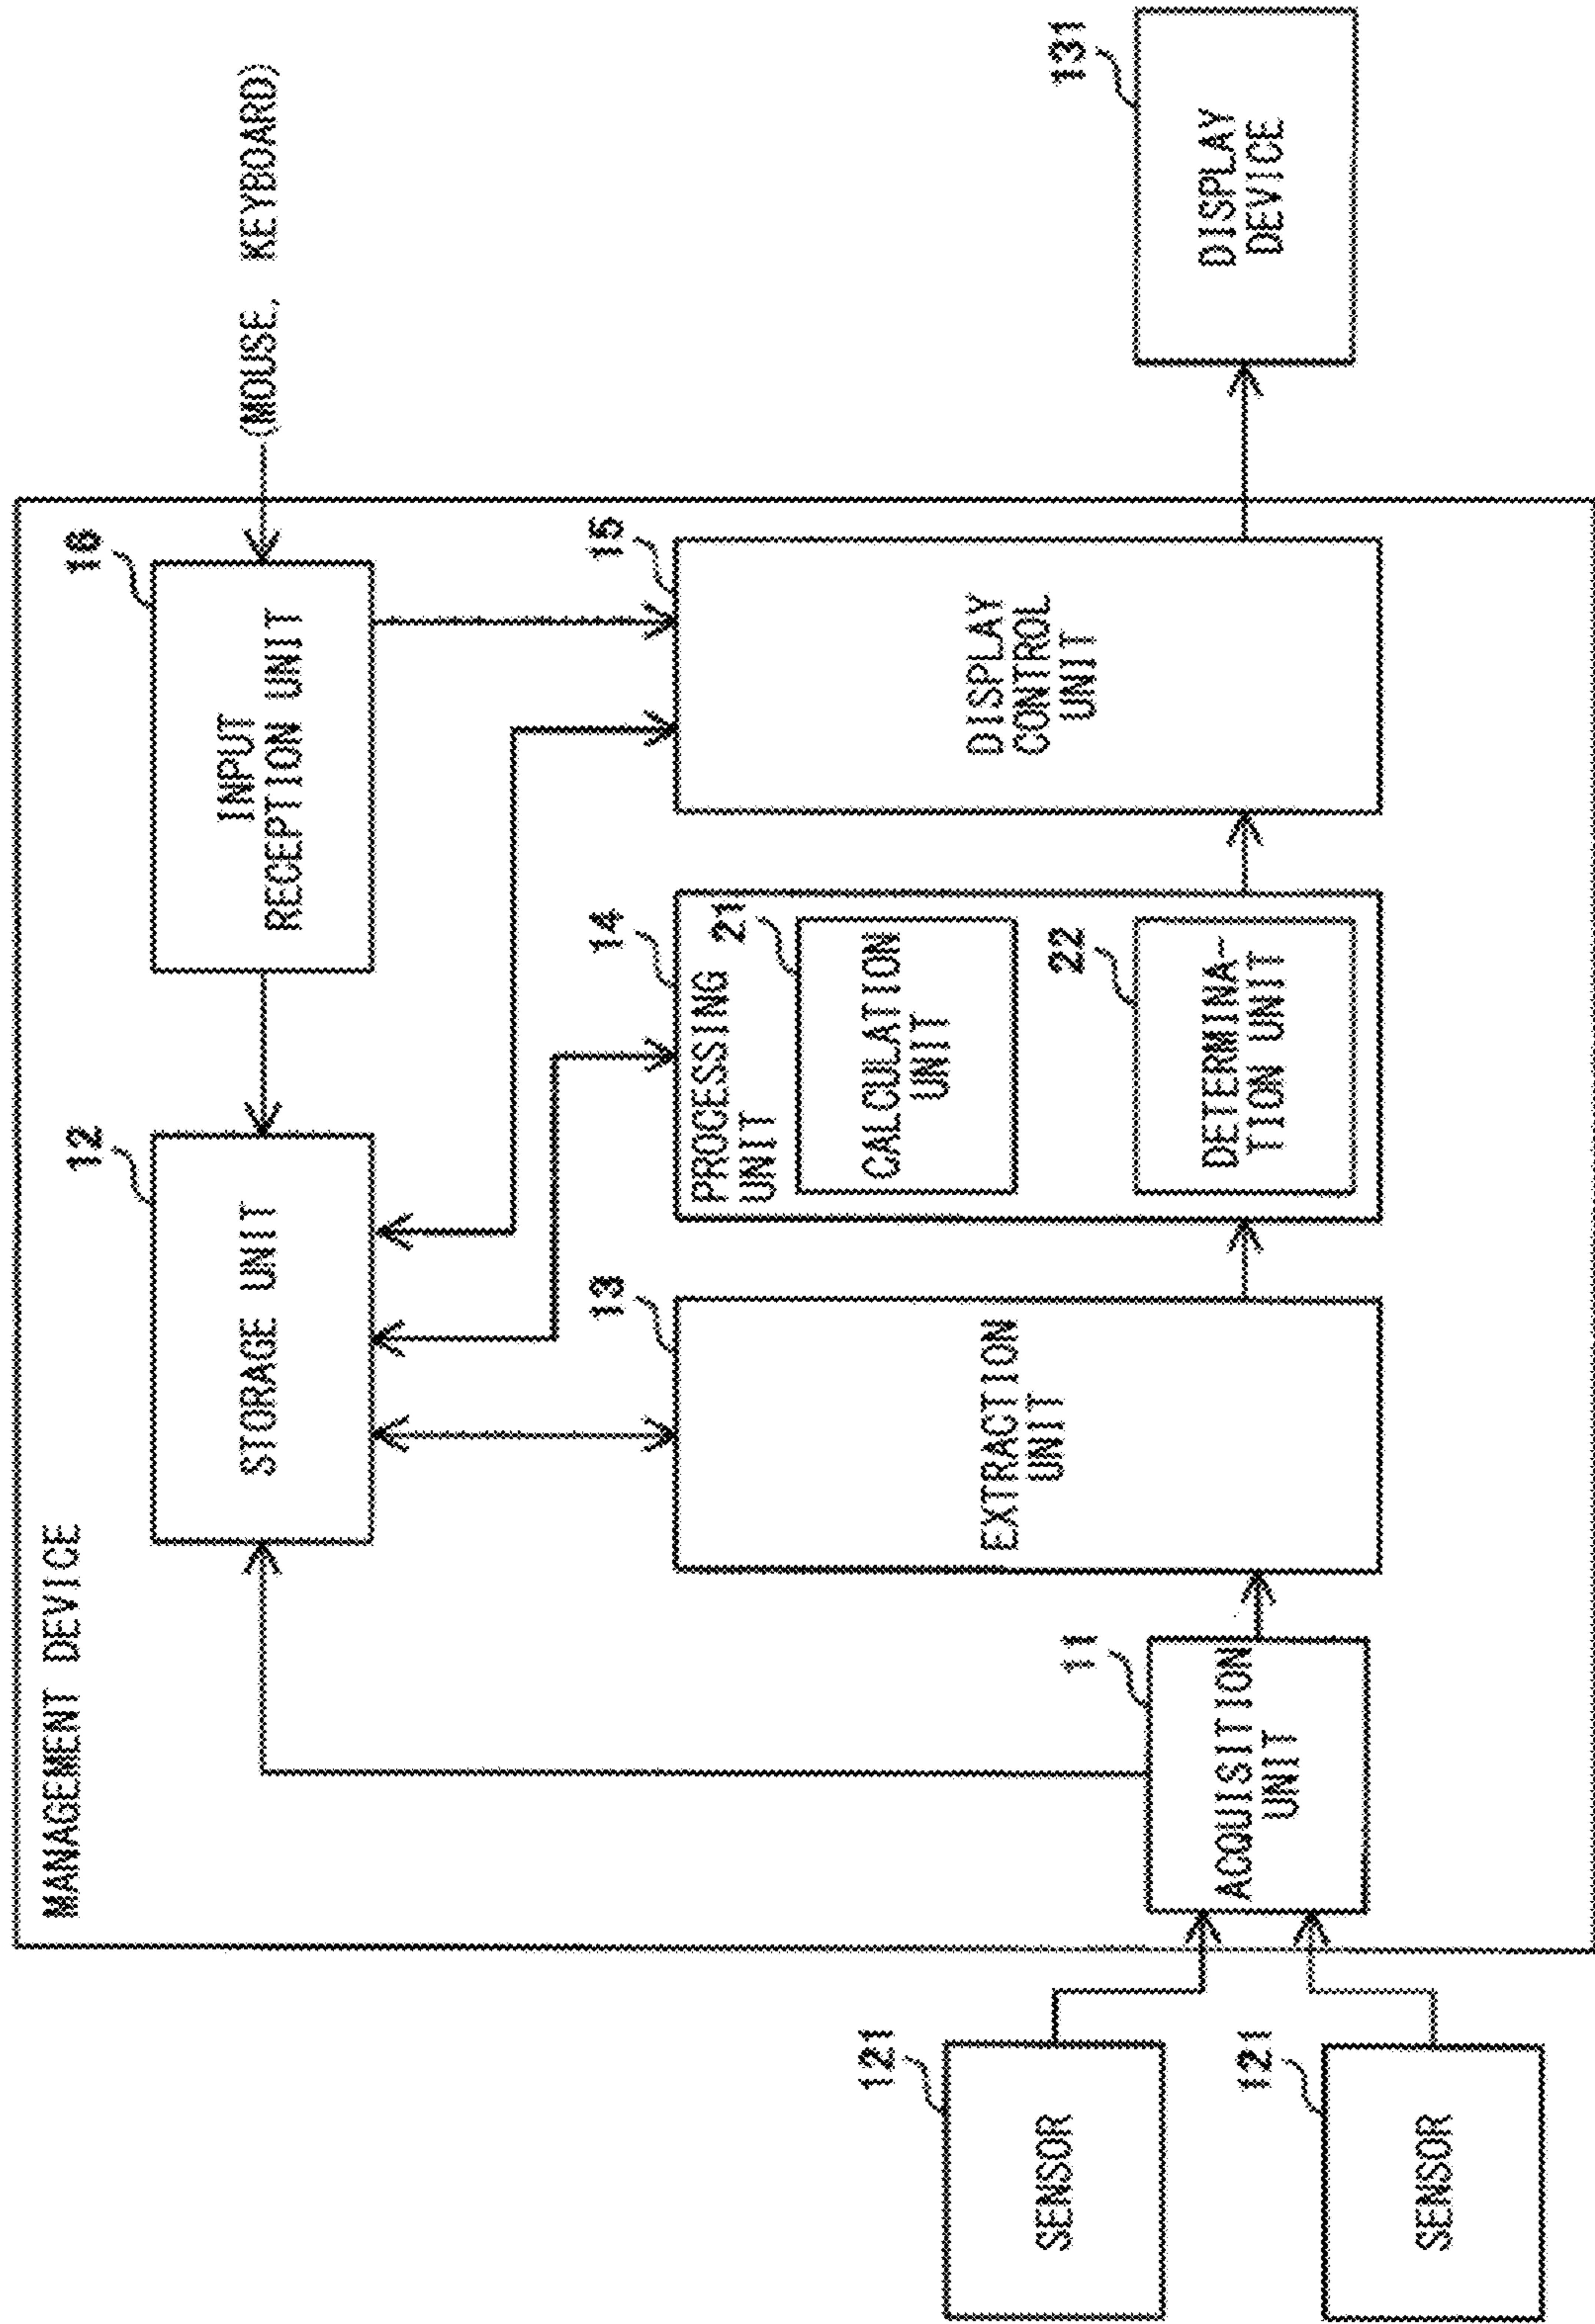 MANAGEMENT DEVICE
12
STORAGE UNIT
16
INPUT
RECEPTION UNIT
(MOUSE, KEYBOARD)
13
EXTRACTION
UNIT
14
PROCESSING
UNIT
21
CALCULATION
UNIT
22
DETERMINA-
TION UNIT
15
DISPLAY
CONTROL
UNIT
131
DISPLAY
DEVICE
11
ACQUISITION
UNIT
121
SENSOR
121
SENSOR